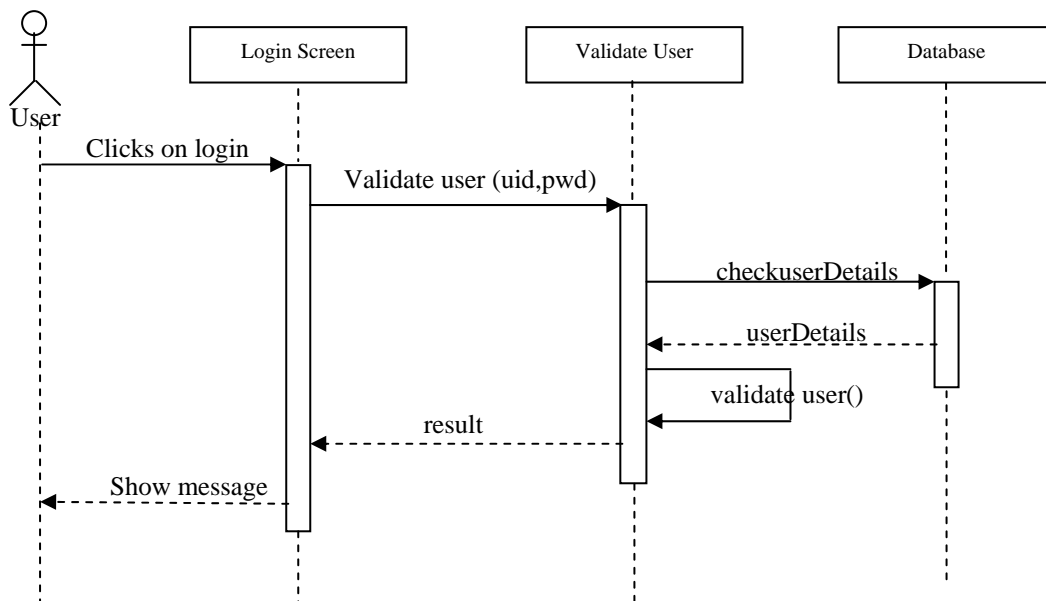 Login Screen
Validate User
Database
User
Clicks on login
Validate user (uid,pwd)
checkuserDetails
userDetails
validate user()
result
Show message